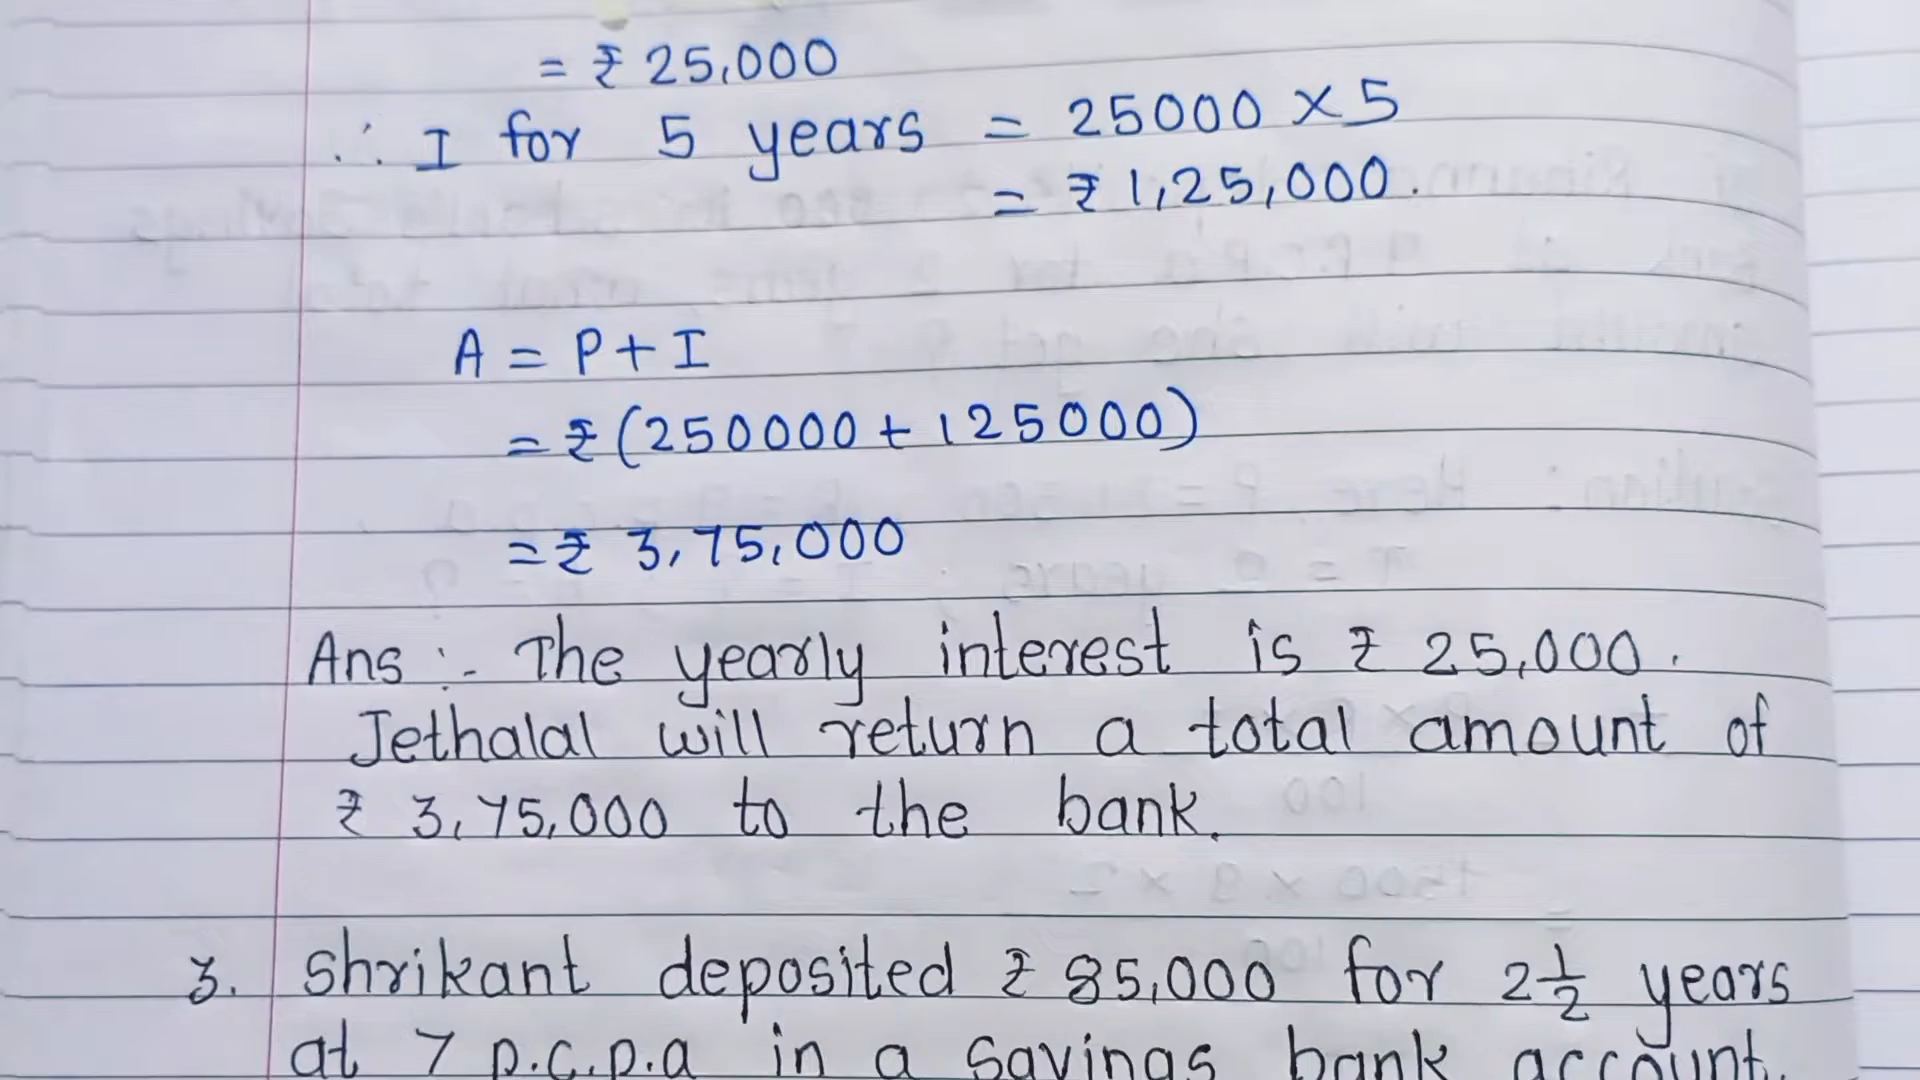 = ₹ 25,000
∴ I for 5 years = 25000 × 5
= ₹ 1,25,000.
A = P + I
= ₹ (250000 + 125000)
= ₹ 3,75,000
Ans :- The yearly interest is ₹ 25,000.
Jethalal will return a total amount of
₹ 3,75,000 to the bank.
3. Shrikant deposited ₹ 85,000 for 2 1/2 years
at 7 p.c.p.a in a savings bank account.